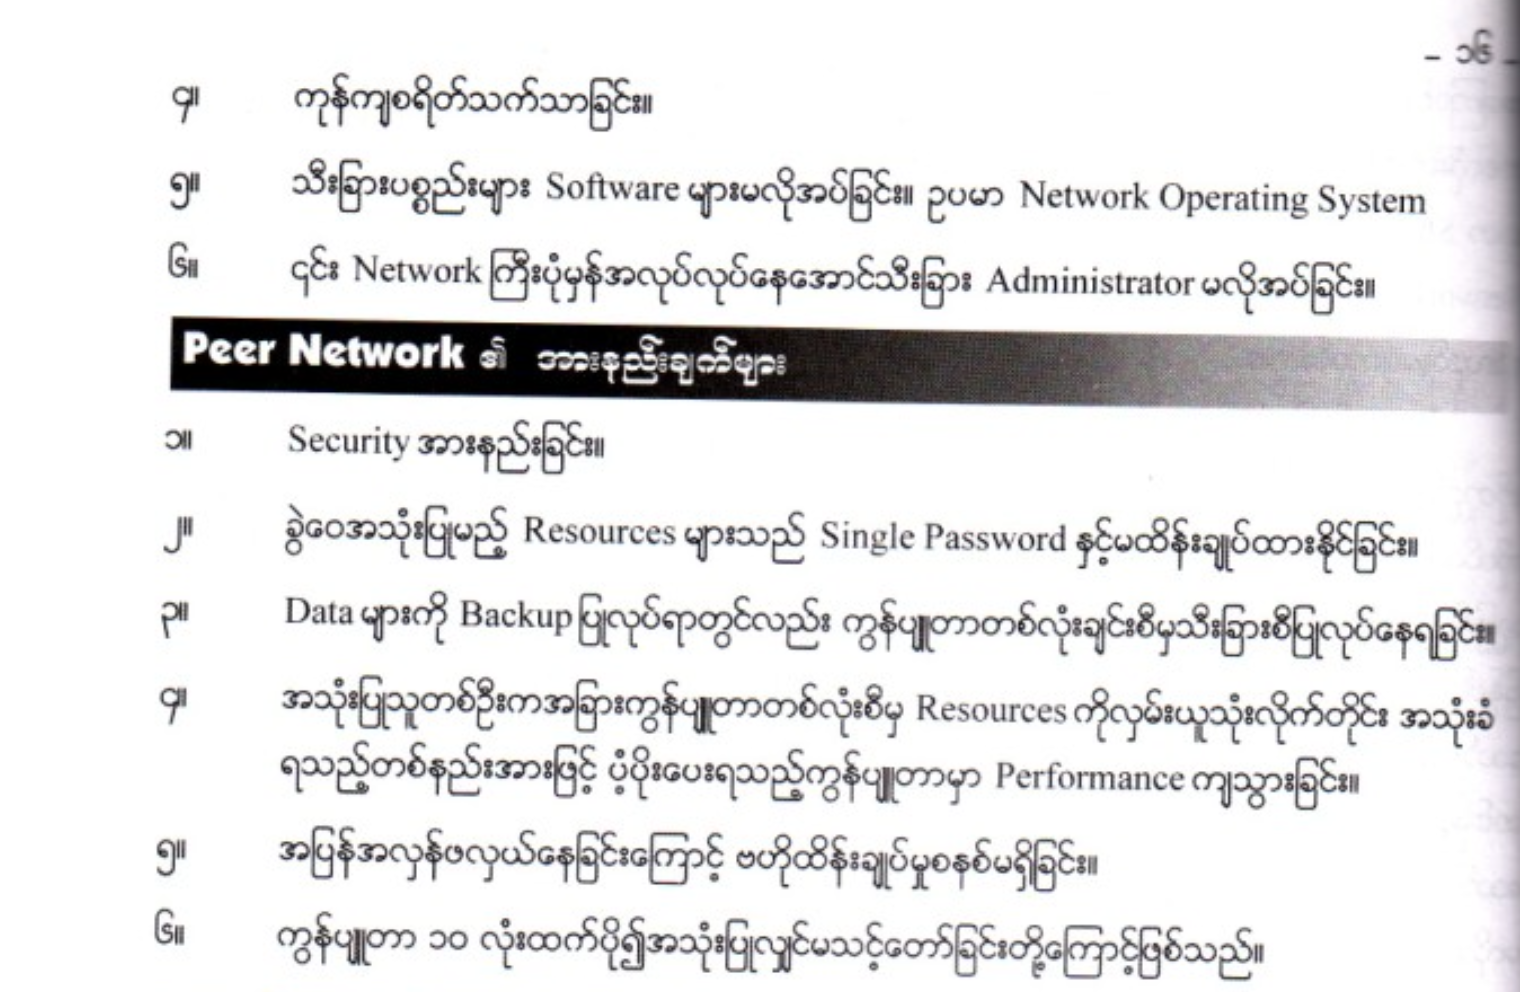 - ၁၆ -
၄။ ကုန်ကျစရိတ်သက်သာခြင်း။
၅။ သီးခြားပစ္စည်းများ Software များမလိုအပ်ခြင်း။ ဥပမာ Network Operating System
၆။ ၎င်း Network ကြီးပုံမှန်အလုပ်လုပ်နေအောင်သီးခြား Administrator မလိုအပ်ခြင်း။
Peer Network ၏ အားနည်းချက်များ
၁။ Security အားနည်းခြင်း။
၂။ ခွဲဝေအသုံးပြုမည့် Resources များသည် Single Password နှင့်မထိန်းချုပ်ထားနိုင်ခြင်း။
၃။ Data များကို Backup ပြုလုပ်ရာတွင်လည်း ကွန်ပျူတာတစ်လုံးချင်းစီမှသီးခြားစီပြုလုပ်နေရခြင်း။
၄။ အသုံးပြုသူတစ်ဦးကအခြားကွန်ပျူတာတစ်လုံးစီမှ Resources ကိုလှမ်းယူသုံးလိုက်တိုင်း အသုံးခံ
ရသည့်တစ်နည်းအားဖြင့် ပံ့ပိုးပေးရသည့်ကွန်ပျူတာမှာ Performance ကျသွားခြင်း။
၅။ အပြန်အလှန်ဖလှယ်နေခြင်းကြောင့် ဗဟိုထိန်းချုပ်မှုစနစ်မရှိခြင်း။
၆။ ကွန်ပျူတာ ၁၀ လုံးထက်ပို၍အသုံးပြုလျှင်မသင့်တော်ခြင်းတို့ကြောင့်ဖြစ်သည်။